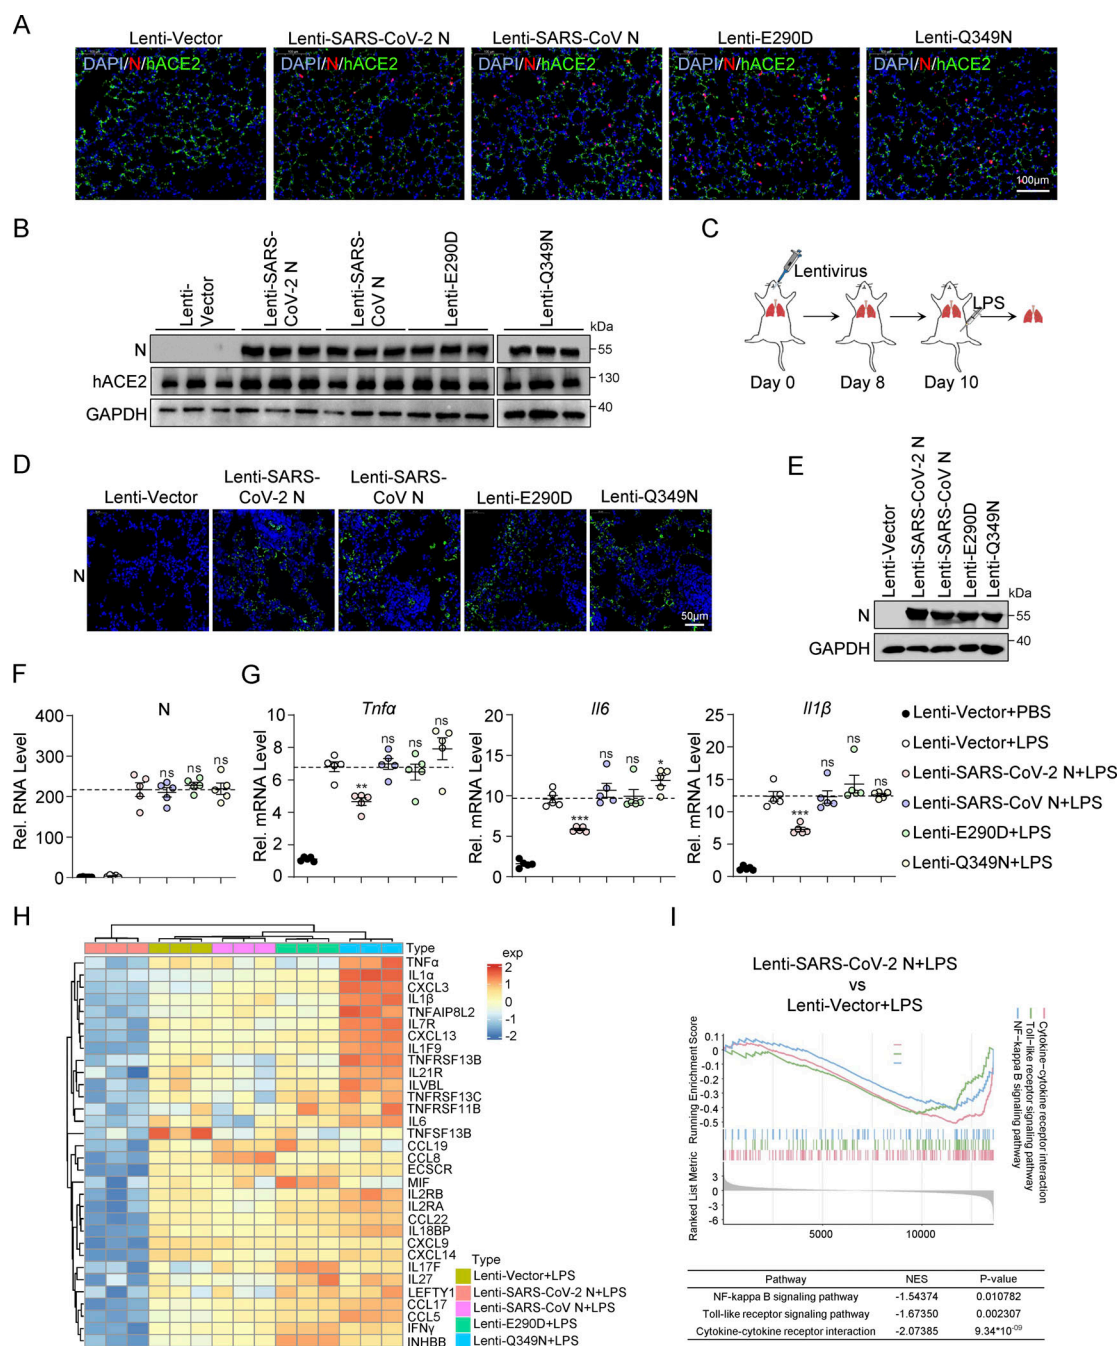 A
Lenti-Vector
Lenti-SARS-CoV-2 N
Lenti-SARS-CoV N
Lenti-E290D
Lenti-Q349N
DAPI/N/hACE2
DAPI/N/hACE2
DAPI/N/hACE2
DAPI/N/hACE2
DAPI/N/hACE2
100μm
B
Lenti-
Vector
Lenti-SARS-
CoV-2 N
Lenti-SARS-
CoV N
Lenti-E290D
Lenti-Q349N
kDa
N
55
hACE2
130
GAPDH
40
C
Lentivirus
LPS
Day 0
Day 8
Day 10
D
Lenti-Vector
Lenti-SARS-
CoV-2 N
Lenti-SARS-
CoV N
Lenti-E290D
Lenti-Q349N
N
50μm
E
Lenti-Vector
Lenti-SARS-CoV-2 N
Lenti-SARS-CoV N
Lenti-E290D
Lenti-Q349N
kDa
N
55
GAPDH
40
F
N
Rel. RNA Level
400
300
200
100
0
ns
ns
ns
G
Tnfα
Rel. mRNA Level
10
8
6
4
2
0
**
ns
ns
ns
Il6
Rel. mRNA Level
20
15
10
5
0
***
ns
ns
*
Il1β
Rel. mRNA Level
25
20
15
10
5
0
***
ns
ns
ns
Lenti-Vector+PBS
Lenti-Vector+LPS
Lenti-SARS-CoV-2 N+LPS
Lenti-SARS-CoV N+LPS
Lenti-E290D+LPS
Lenti-Q349N+LPS
H
Type
TNFα
IL1α
CXCL3
IL1β
TNFAIP8L2
IL7R
CXCL13
IL1F9
TNFRSF13B
IL21R
ILVBL
TNFRSF13C
TNFRSF11B
IL6
TNFSF13B
CCL19
CCL8
ECSCR
MIF
IL2RB
IL2RA
CCL22
IL18BP
CXCL9
CXCL14
IL17F
IL27
LEFTY1
CCL17
CCL5
IFNγ
INHBB
exp
2
1
0
-1
-2
Type
Lenti-Vector+LPS
Lenti-SARS-CoV-2 N+LPS
Lenti-SARS-CoV N+LPS
Lenti-E290D+LPS
Lenti-Q349N+LPS
I
Lenti-SARS-CoV-2 N+LPS
vs
Lenti-Vector+LPS
Running Enrichment Score
0.1
0
-0.1
-0.2
-0.3
-0.4
-0.5
Ranked List Metric
3
0
-3
-6
5000
10000
Cytokine-cytokine receptor interaction
Toll-like receptor signaling pathway
NF-kappa B signaling pathway
Pathway NES P-value
NF-kappa B signaling pathway -1.54374 0.010782
Toll-like receptor signaling pathway -1.67350 0.002307
Cytokine-cytokine receptor interaction -2.07385 9.34*10-09